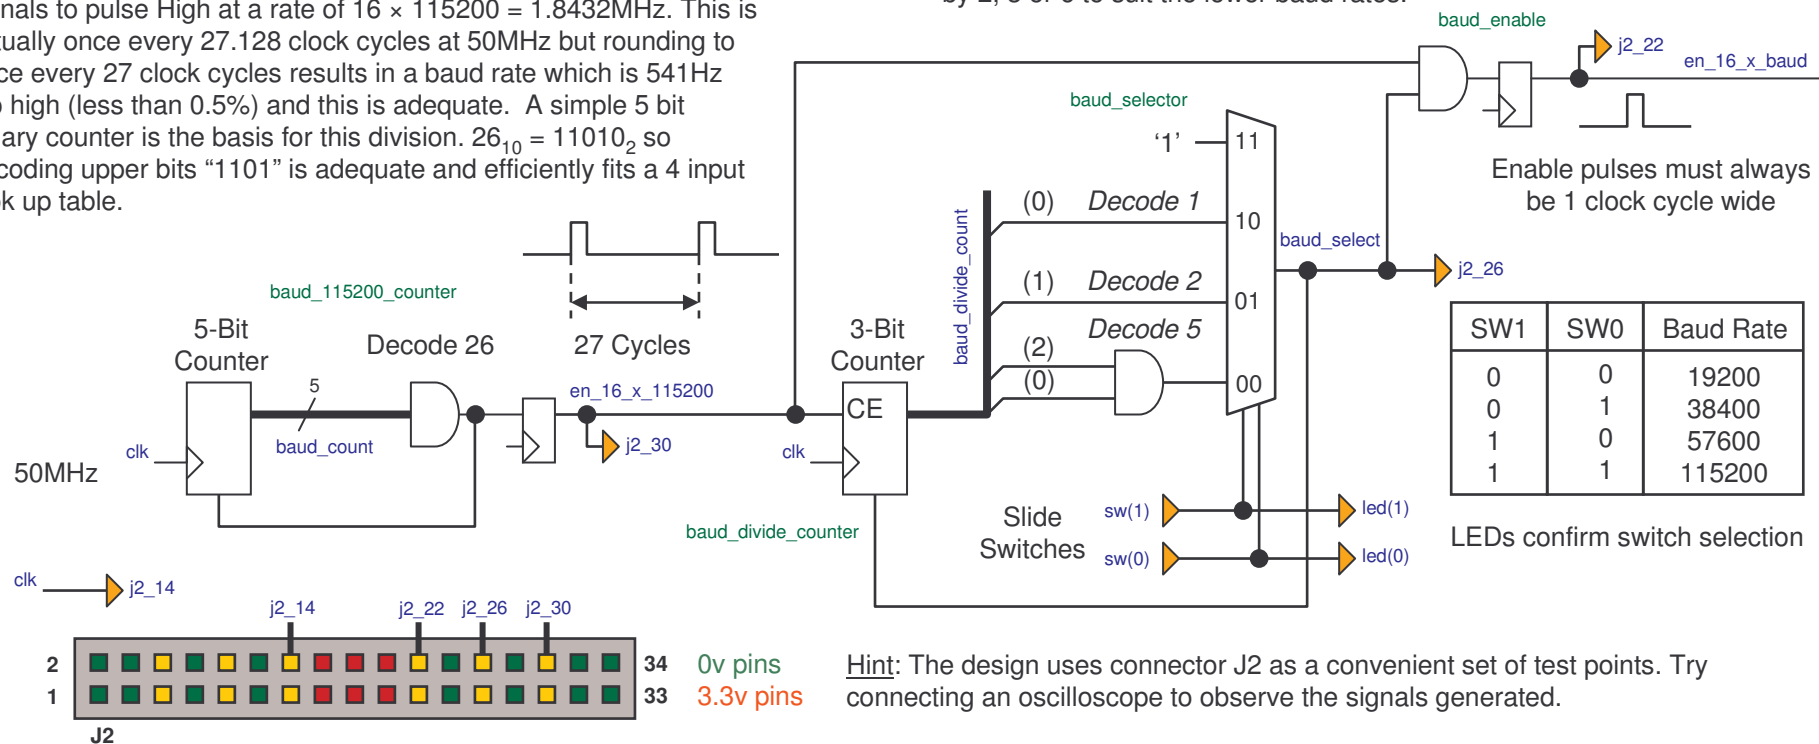 nals to pulse High at a rate of 16 × 115200 = 1.8432MHz. This is
tually once every 27.128 clock cycles at 50MHz but rounding to
ce every 27 clock cycles results in a baud rate which is 541Hz
o high (less than 0.5%) and this is adequate. A simple 5 bit
ary counter is the basis for this division. 26₁₀ = 11010₂ so
coding upper bits “1101” is adequate and efficiently fits a 4 input
k up table.
baud_enable
j2_22
en_16_x_baud
Enable pulses must always
be 1 clock cycle wide
baud_selector
‘1’
11
(0) Decode 1
10
(1) Decode 2
01
Decode 5
(2)
(0)
00
baud_divide_count
baud_select
j2_26
baud_115200_counter
5-Bit
Counter
Decode 26
27 Cycles
5
baud_count
clk
50MHz
en_16_x_115200
j2_30
3-Bit
Counter
CE
clk
baud_divide_counter
Slide
Switches
sw(1)
led(1)
sw(0)
led(0)
SW1 SW0 Baud Rate
0 0 19200
0 1 38400
1 0 57600
1 1 115200
LEDs confirm switch selection
clk
j2_14
j2_14 j2_22 j2_26 j2_30
2 34 0v pins
1 33 3.3v pins
J2
Hint: The design uses connector J2 as a convenient set of test points. Try
connecting an oscilloscope to observe the signals generated.